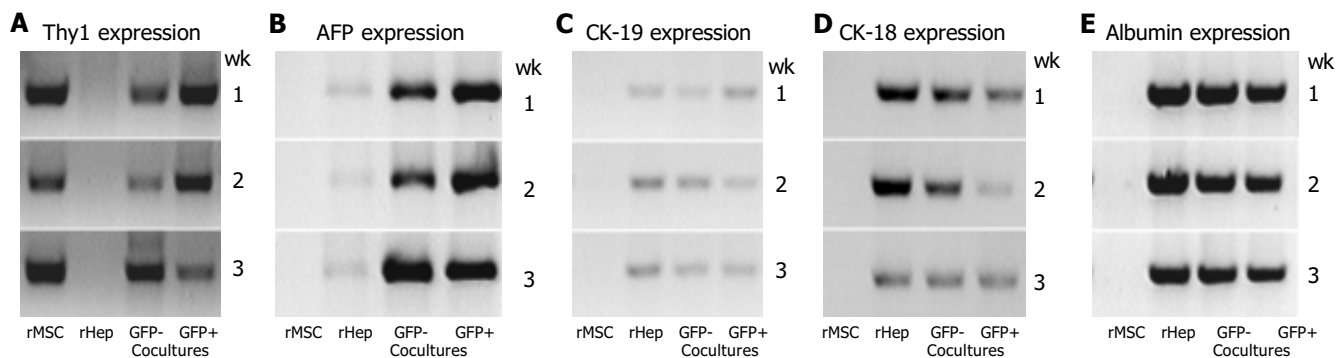 A Thy1 expression
wk
1
2
3
rMSC rHep GFP- GFP+
Cocultures
B AFP expression
wk
1
2
3
rMSC rHep GFP- GFP+
Cocultures
C CK-19 expression
wk
1
2
3
rMSC rHep GFP- GFP+
Cocultures
D CK-18 expression
wk
1
2
3
rMSC rHep GFP- GFP+
Cocultures
E Albumin expression
wk
1
2
3
rMSC rHep GFP- GFP+
Cocultures